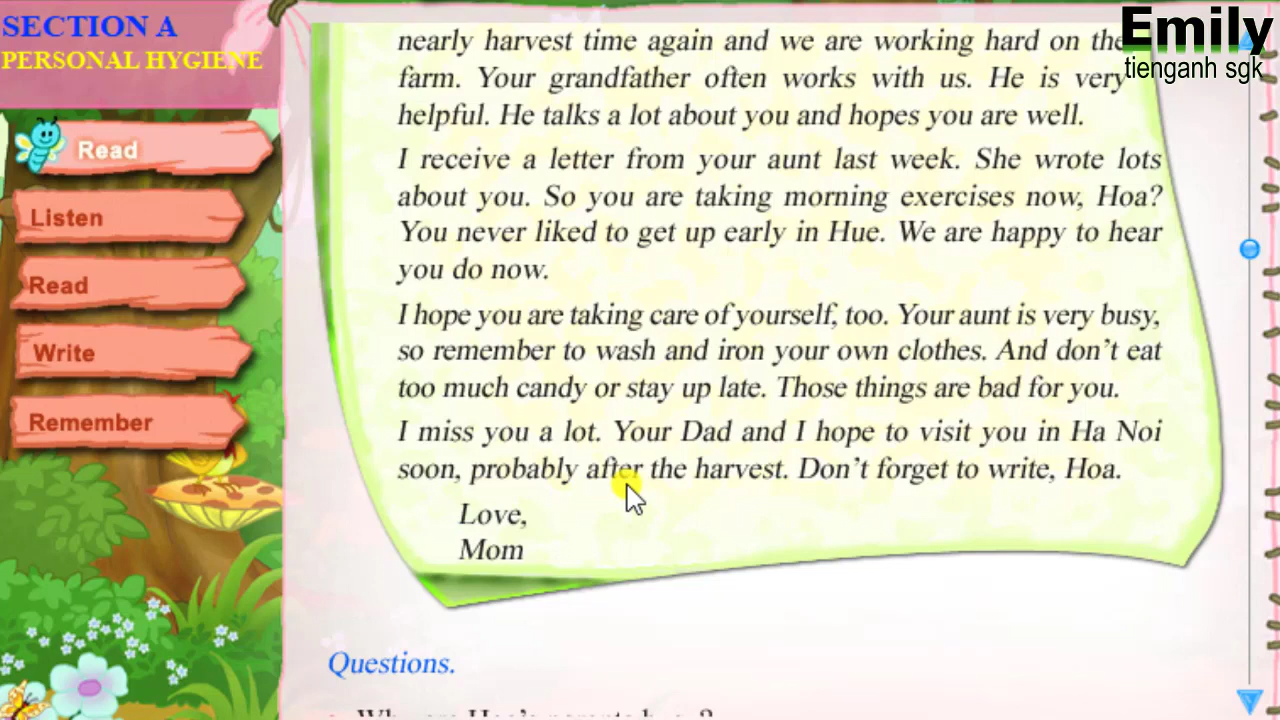 SECTION A
PERSONAL HYGIENE
Read
Listen
Read
Write
Remember
Emily
tienganh sgk
nearly harvest time again and we are working hard on the
farm. Your grandfather often works with us. He is very
helpful. He talks a lot about you and hopes you are well.
I receive a letter from your aunt last week. She wrote lots
about you. So you are taking morning exercises now, Hoa?
You never liked to get up early in Hue. We are happy to hear
you do now.
I hope you are taking care of yourself, too. Your aunt is very busy,
so remember to wash and iron your own clothes. And don't eat
too much candy or stay up late. Those things are bad for you.
I miss you a lot. Your Dad and I hope to visit you in Ha Noi
soon, probably after the harvest. Don't forget to write, Hoa.
Love,
Mom
Questions.